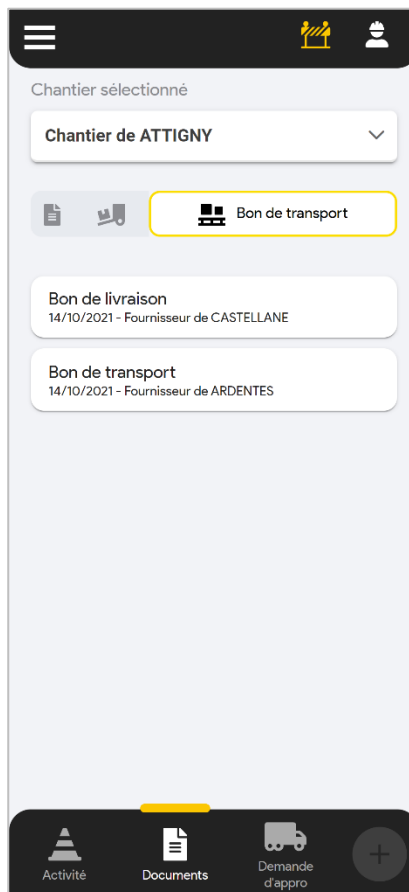 Chantier sélectionné
Chantier de ATTIGNY
Bon de transport
Bon de livraison
14/10/2021 - Fournisseur de CASTELLANE
Bon de transport
14/10/2021 - Fournisseur de ARDENTES
Activité
Documents
Demande
d'appro